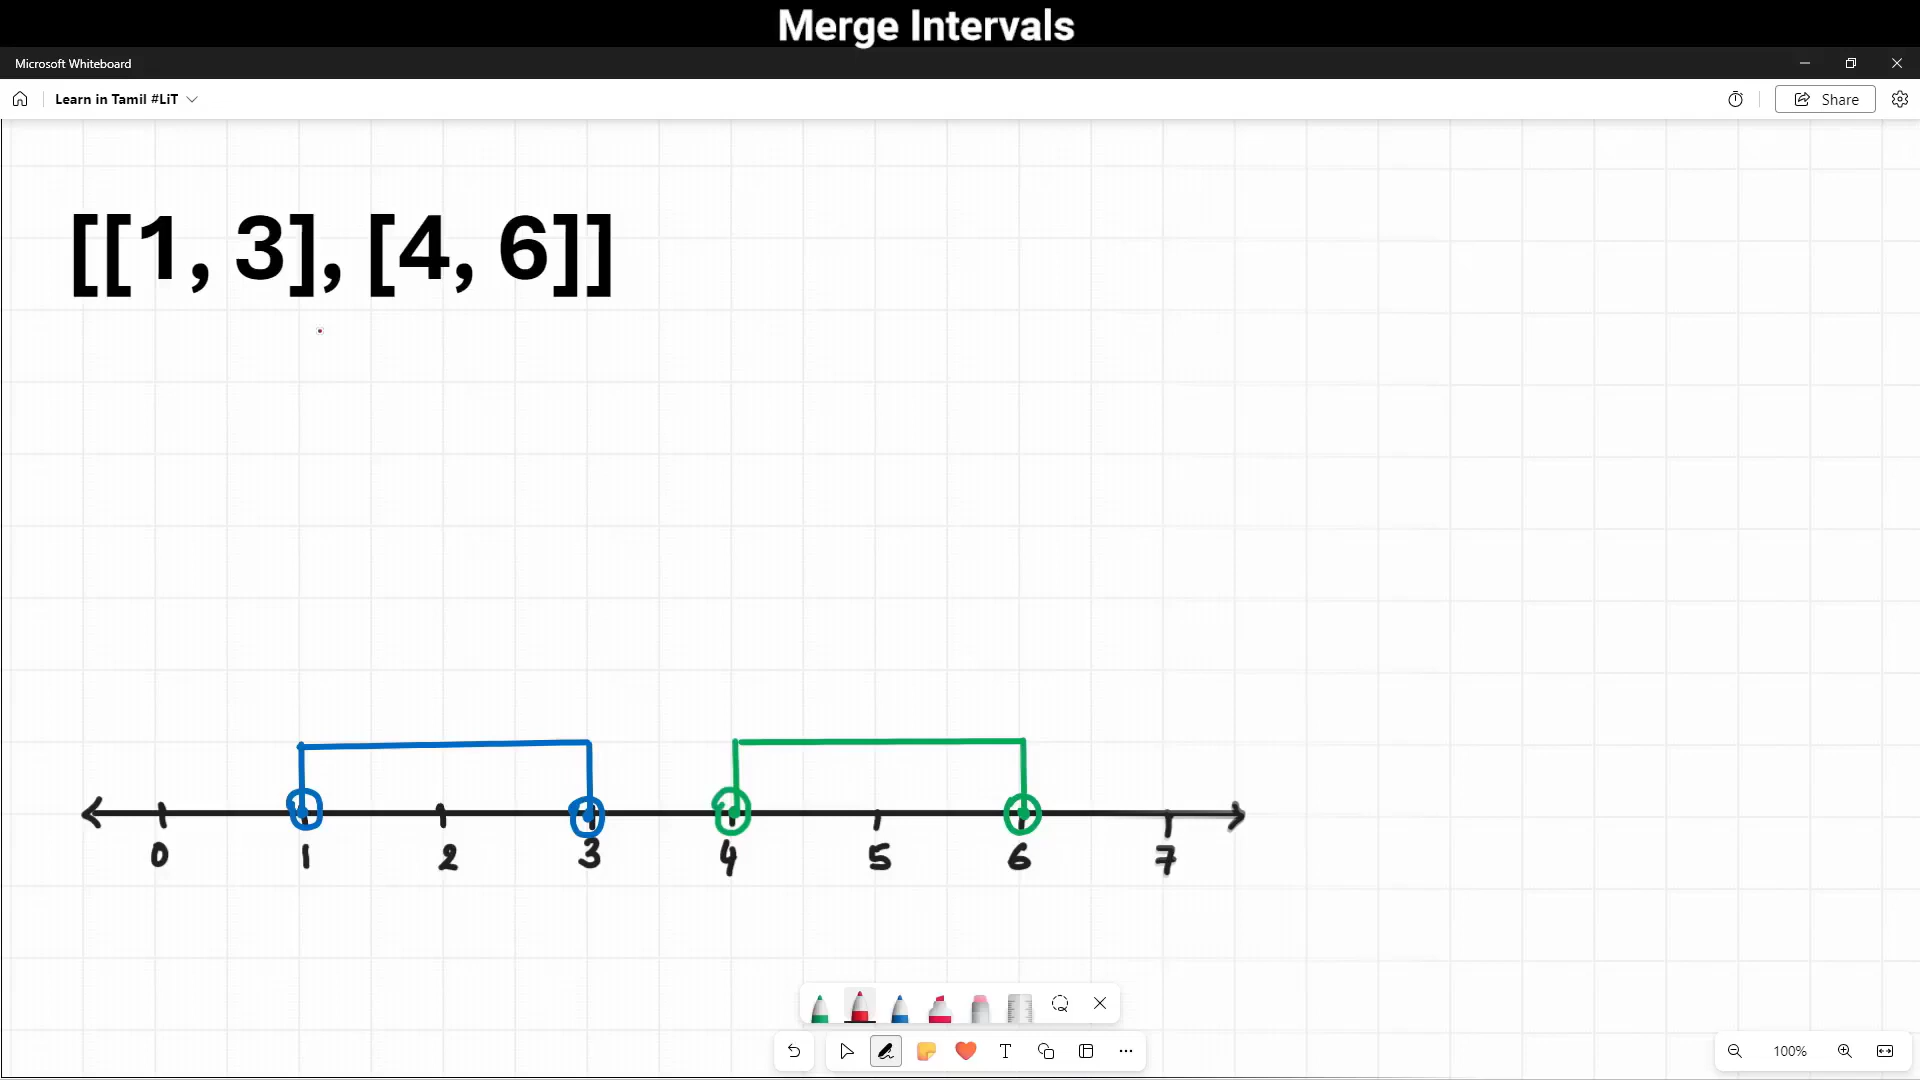 Merge Intervals
Microsoft Whiteboard
Learn in Tamil #LiT
Share
[[1, 3], [4, 6]]
0 1 2 3 4 5 6 7
100%